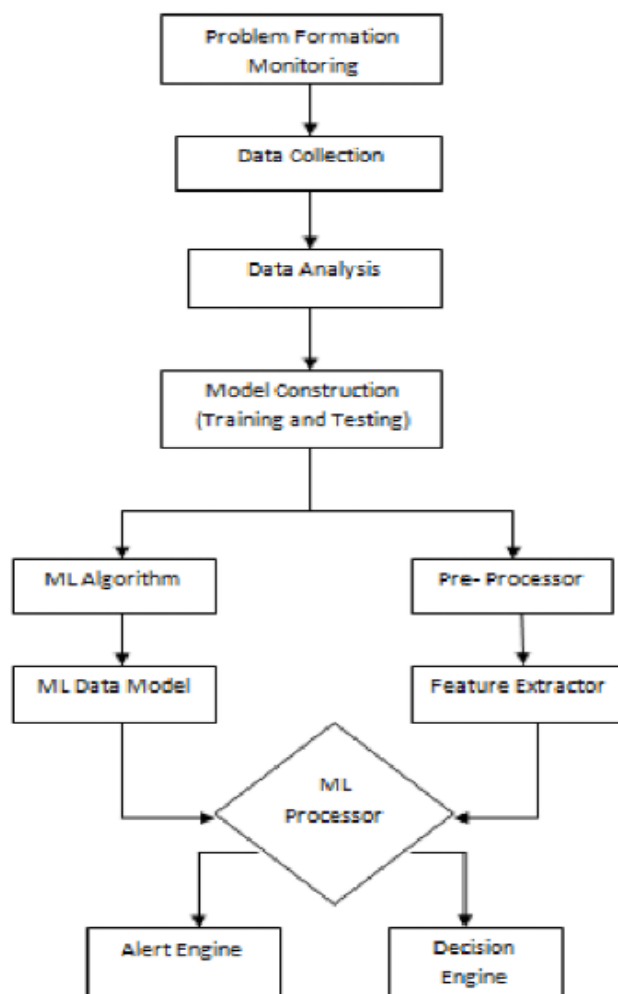 Problem Formation
Monitoring
Data Collection
Data Analysis
Model Construction
(Training and Testing)
ML Algorithm
Pre- Processor
ML Data Model
Feature Extractor
ML
Processor
Alert Engine
Decision
Engine